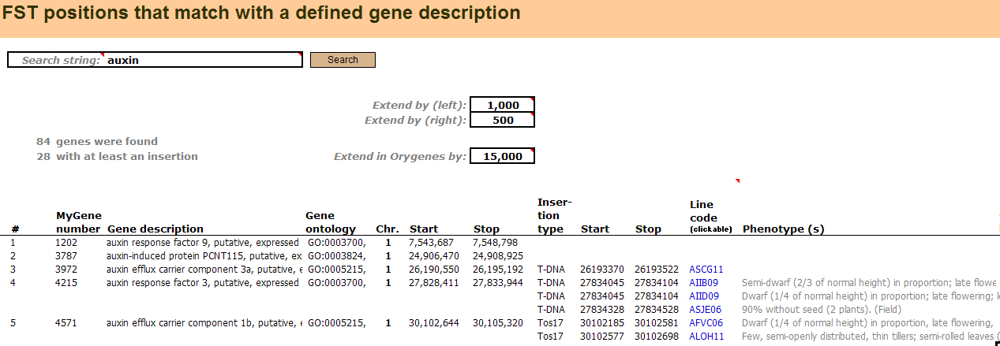 FST positions that match with a defined gene description
Search string: auxin Search
Extend by (left): 1,000
Extend by (right): 500
84 genes were found
28 with at least an insertion Extend in Orygenes by: 15,000
# MyGene number Gene description Gene ontology Chr. Start Stop Inser-tion type Start Stop Line code (clickable) Phenotype (s)
1 1202 auxin response factor 9, putative, expressed GO:0003700, 1 7,543,687 7,548,798
2 3787 auxin-induced protein PCNT115, putative, ex GO:0003824, 1 24,906,470 24,908,925
3 3972 auxin efflux carrier component 3a, putative, e GO:0005215, 1 26,190,550 26,195,192 T-DNA 26193370 26193522 ASCG11
4 4215 auxin response factor 3, putative, expressed GO:0003700, 1 27,828,411 27,833,944 T-DNA 27834045 27834104 AIIB09 Semi-dwarf (2/3 of normal height) in proportion; late flowe
T-DNA 27834045 27834104 AIID09 Dwarf (1/4 of normal height) in proportion; late flowering; l
T-DNA 27834328 27834528 ASJE06 90% without seed (2 plants). (Field)
5 4571 auxin efflux carrier component 1b, putative, e GO:0005215, 1 30,102,644 30,105,320 Tos17 30102185 30102581 AFVC06 Dwarf (1/4 of normal height) in proportion, late flowering,
Tos17 30102577 30102698 ALOH11 Few, semi-openly distributed, thin tillers; semi-rolled leaves (